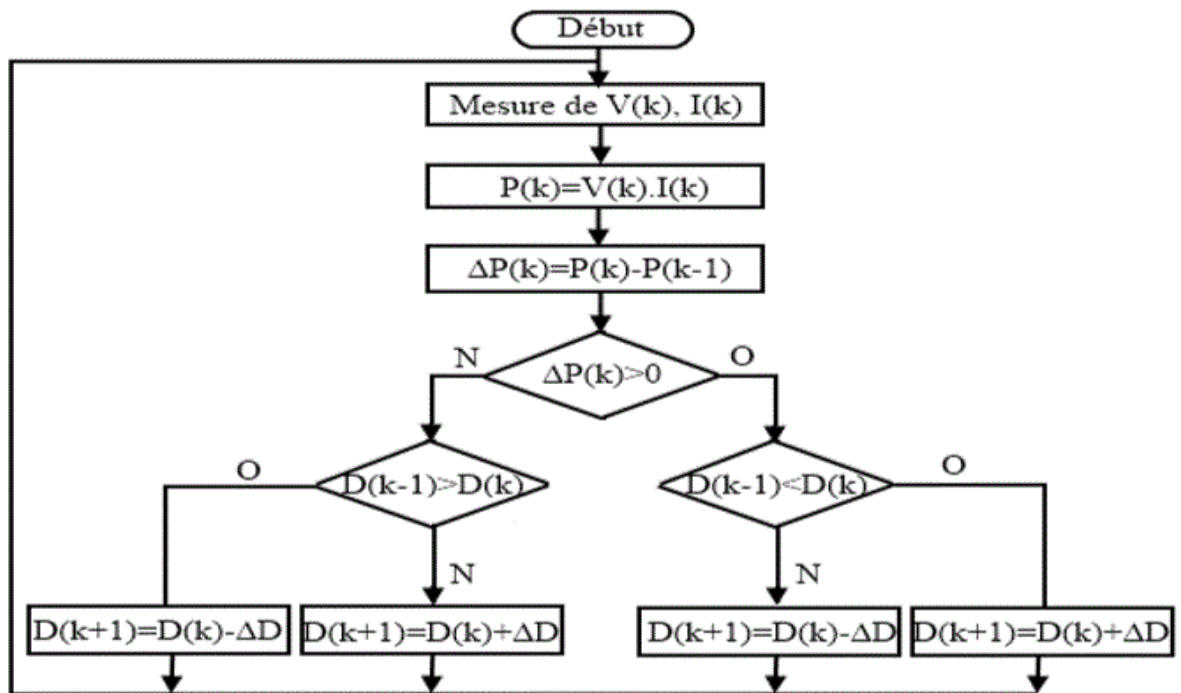 Début
Mesure de V(k), I(k)
P(k)=V(k).I(k)
ΔP(k)=P(k)-P(k-1)
N
O
ΔP(k)>0
O
D(k-1)>D(k)
D(k-1)<D(k)
O
N
N
D(k+1)=D(k)-ΔD
D(k+1)=D(k)+ΔD
D(k+1)=D(k)-ΔD
D(k+1)=D(k)+ΔD